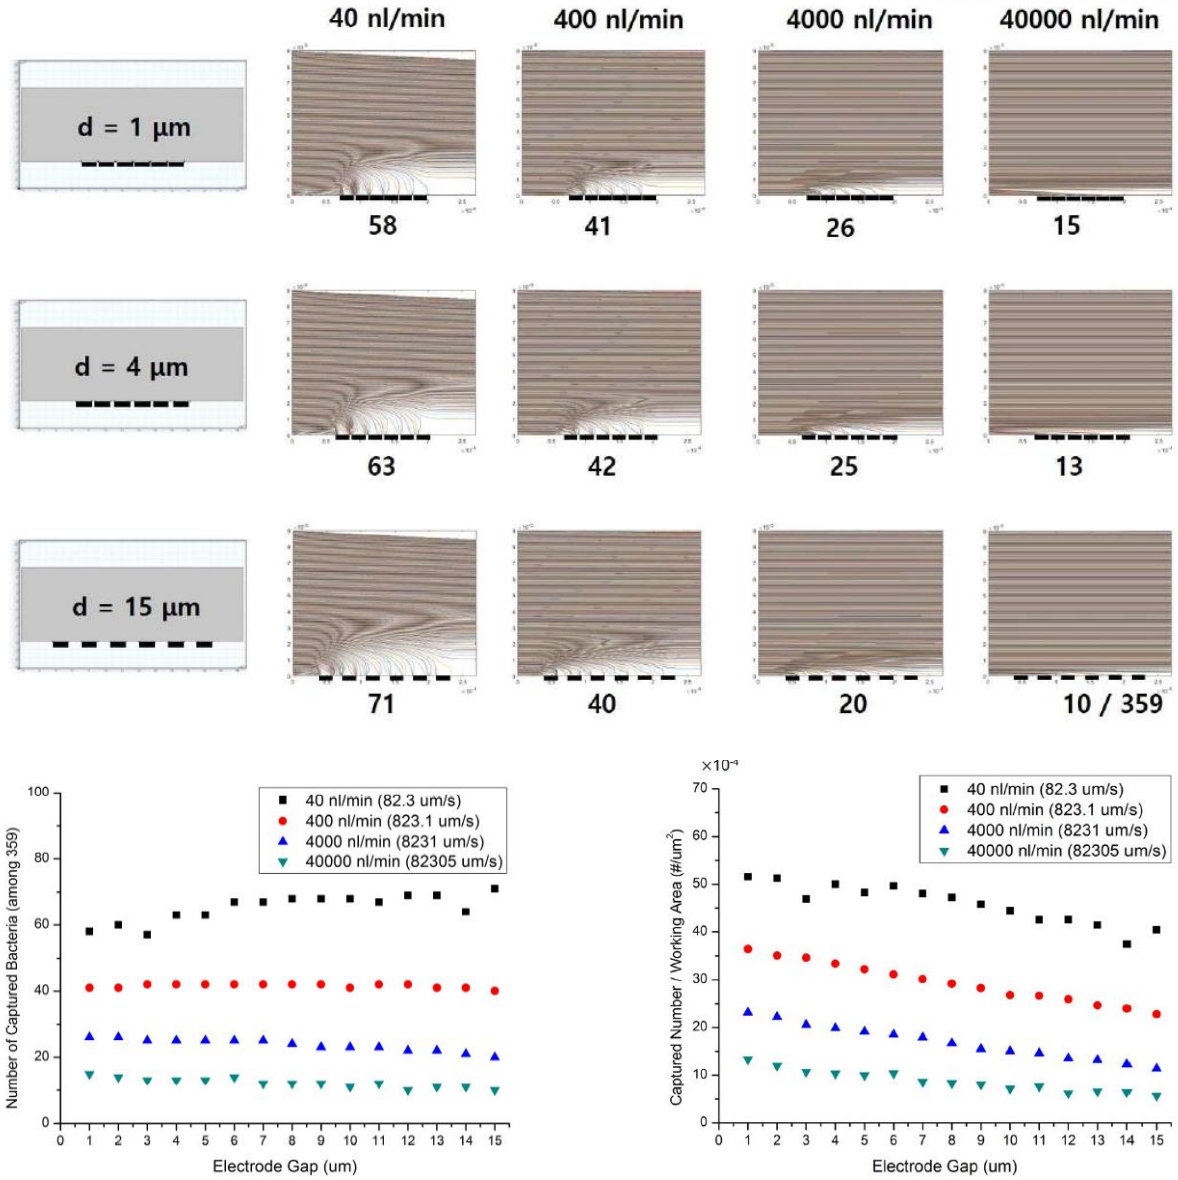 40 nl/min 400 nl/min 4000 nl/min 40000 nl/min
d = 1 μm
58 41 26 15
d = 4 μm
63 42 25 13
d = 15 μm
71 40 20 10 / 359
Number of Captured Bacteria (among 359)
100
80
60
40
20
0
40 nl/min (82.3 um/s)
400 nl/min (823.1 um/s)
4000 nl/min (8231 um/s)
40000 nl/min (82305 um/s)
0 1 2 3 4 5 6 7 8 9 10 11 12 13 14 15
Electrode Gap (um)
×10⁻⁴
Captured Number / Working Area (#/um²)
70
60
50
40
30
20
10
0
40 nl/min (82.3 um/s)
400 nl/min (823.1 um/s)
4000 nl/min (8231 um/s)
40000 nl/min (82305 um/s)
0 1 2 3 4 5 6 7 8 9 10 11 12 13 14 15
Electrode Gap (um)